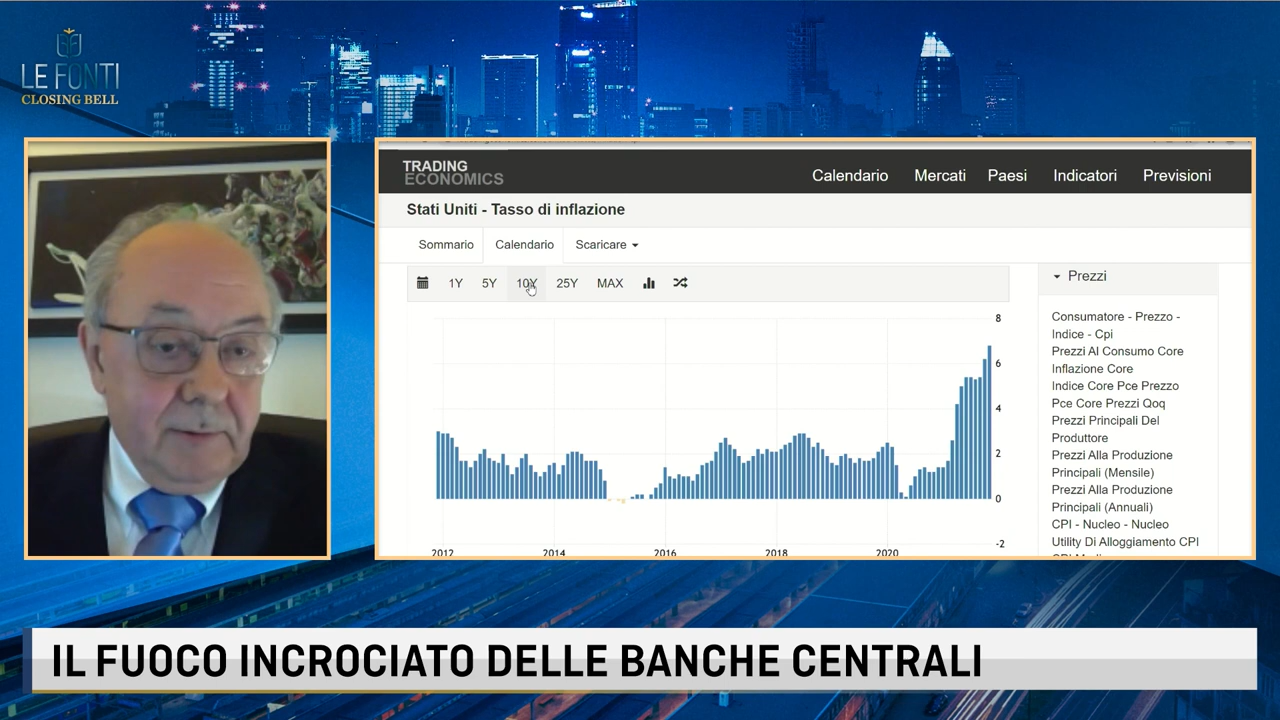 LE FONTI
CLOSING BELL
TRADING
ECONOMICS
Calendario Mercati Paesi Indicatori Previsioni
Stati Uniti - Tasso di inflazione
Sommario Calendario Scaricare
1Y 5Y 10Y 25Y MAX
8
6
4
2
0
-2
2012 2014 2016 2018 2020
Prezzi
Consumatore - Prezzo -
Indice - Cpi
Prezzi Al Consumo Core
Inflazione Core
Indice Core Pce Prezzo
Pce Core Prezzi Qoq
Prezzi Principali Del
Produttore
Prezzi Alla Produzione
Principali (Mensile)
Prezzi Alla Produzione
Principali (Annuali)
CPI - Nucleo - Nucleo
Utility Di Alloggiamento CPI
IL FUOCO INCROCIATO DELLE BANCHE CENTRALI